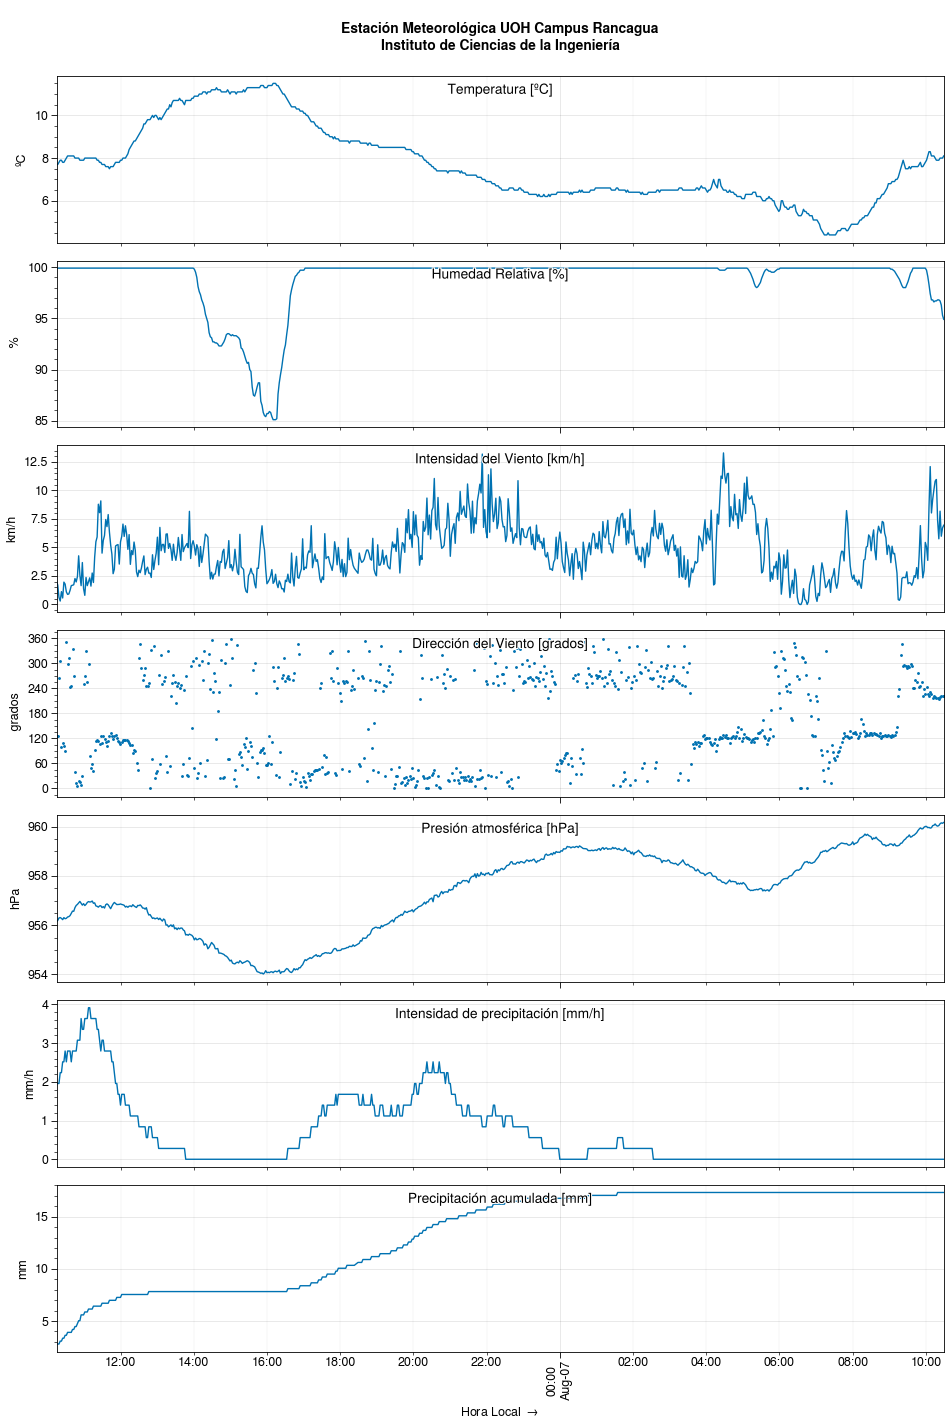 Estación Meteorológica UOH Campus Rancagua
Instituto de Ciencias de la Ingeniería
Temperatura [ºC]
ºC
10
8
6
Humedad Relativa [%]
%
100
95
90
85
Intensidad del Viento [km/h]
km/h
12.5
10
7.5
5
2.5
0
Dirección del Viento [grados]
grados
360
300
240
180
120
60
0
Presión atmosférica [hPa]
hPa
960
958
956
954
Intensidad de precipitación [mm/h]
mm/h
4
3
2
1
0
Precipitación acumulada [mm]
mm
15
10
5
12:00 14:00 16:00 18:00 20:00 22:00 00:00 02:00 04:00 06:00 08:00 10:00
Aug-07
Hora Local →